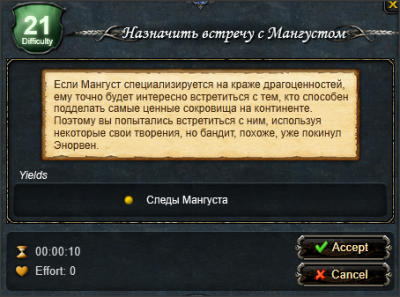 21
Difficulty
Назначить встречу с Мангустом
Если Мангуст специализируется на краже драгоценностей,
ему точно будет интересно встретиться с тем, кто способен
подделать самые ценные сокровища на континенте.
Поэтому вы попытались встретиться с ним, используя
некоторые свои творения, но бандит, похоже, уже покинул
Энорвен.
Yields
Следы Мангуста
00:00:10
Accept
Effort: 0
Cancel